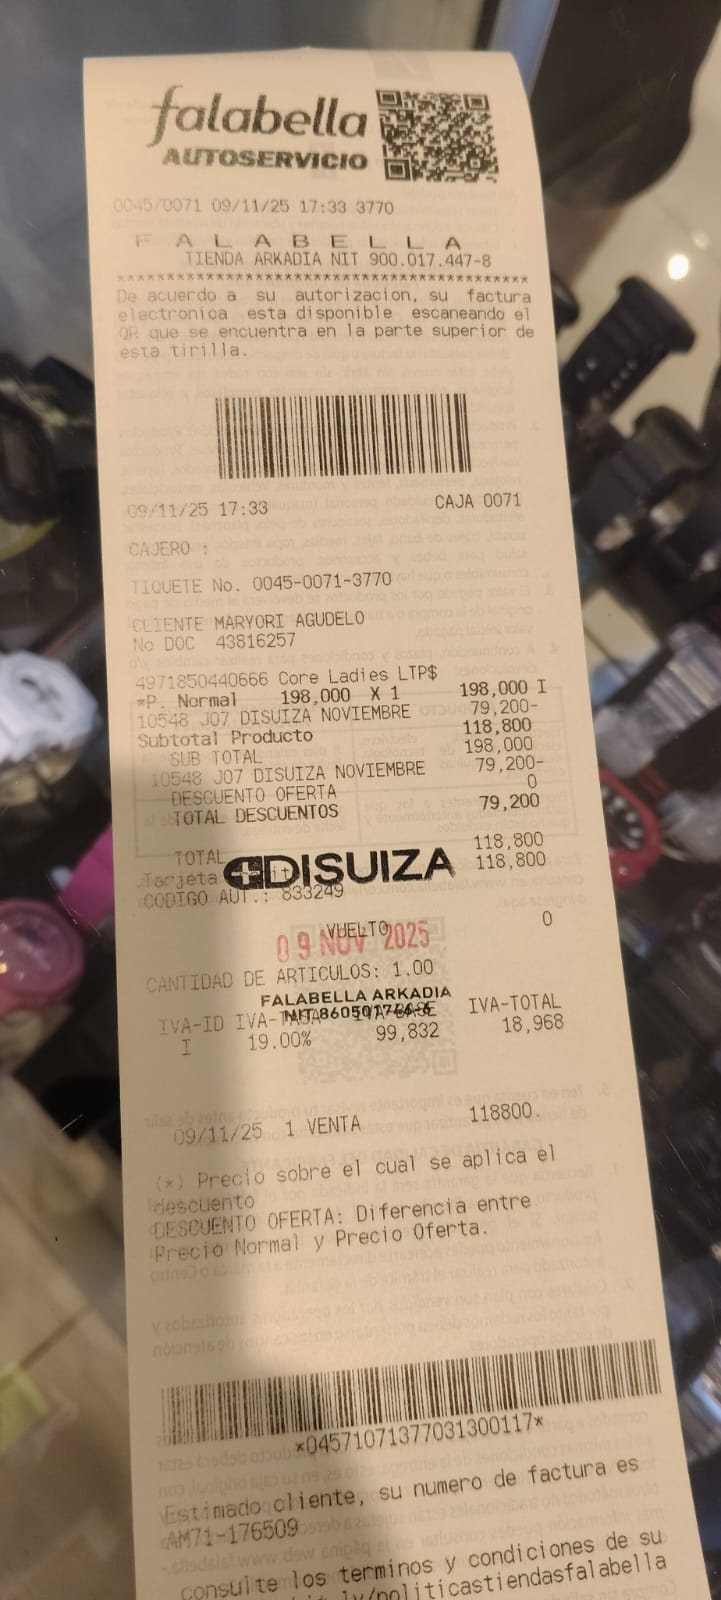 falabella
AUTOSERVICIO
0045/0071 09/11/25 17:33 3770
F A L A B E L L A
TIENDA ARKADIA NIT 900.017.447-8
****************************************
De acuerdo a su autorizacion, su factura
electronica esta disponible escaneando el
QR que se encuentra en la parte superior de
esta tirilla.
09/11/25 17:33 CAJA 0071
CAJERO :
TIQUETE No. 0045-0071-3770
CLIENTE MARYORI AGUDELO
No DOC 43816257
4971850440666 Core Ladies LTP$
*P. Normal 198,000 X 1 198,000 I
10548 J07 DISUIZA NOVIEMBRE 79,200-
Subtotal Producto 118,800
SUB TOTAL 198,000
10548 J07 DISUIZA NOVIEMBRE 79,200-
DESCUENTO OFERTA 0
TOTAL DESCUENTOS 79,200
TOTAL 118,800
Tarjeta 118,800
DISUIZA
CODIGO AUT.: 833249
VUELTO 0
09 NOV 2025
CANTIDAD DE ARTICULOS: 1.00
FALABELLA ARKADIA
IVA-ID IVA-TASA IVA-BASE IVA-TOTAL
I 19.00% 99,832 18,968
09/11/25 1 VENTA 118800.
(*) Precio sobre el cual se aplica el
descuento
DESCUENTO OFERTA: Diferencia entre
Precio Normal y Precio Oferta.
*04571071377031300117*
Estimado cliente, su numero de factura es
AM71-176509
consulte los terminos y condiciones de su
/politicastiendasfalabella